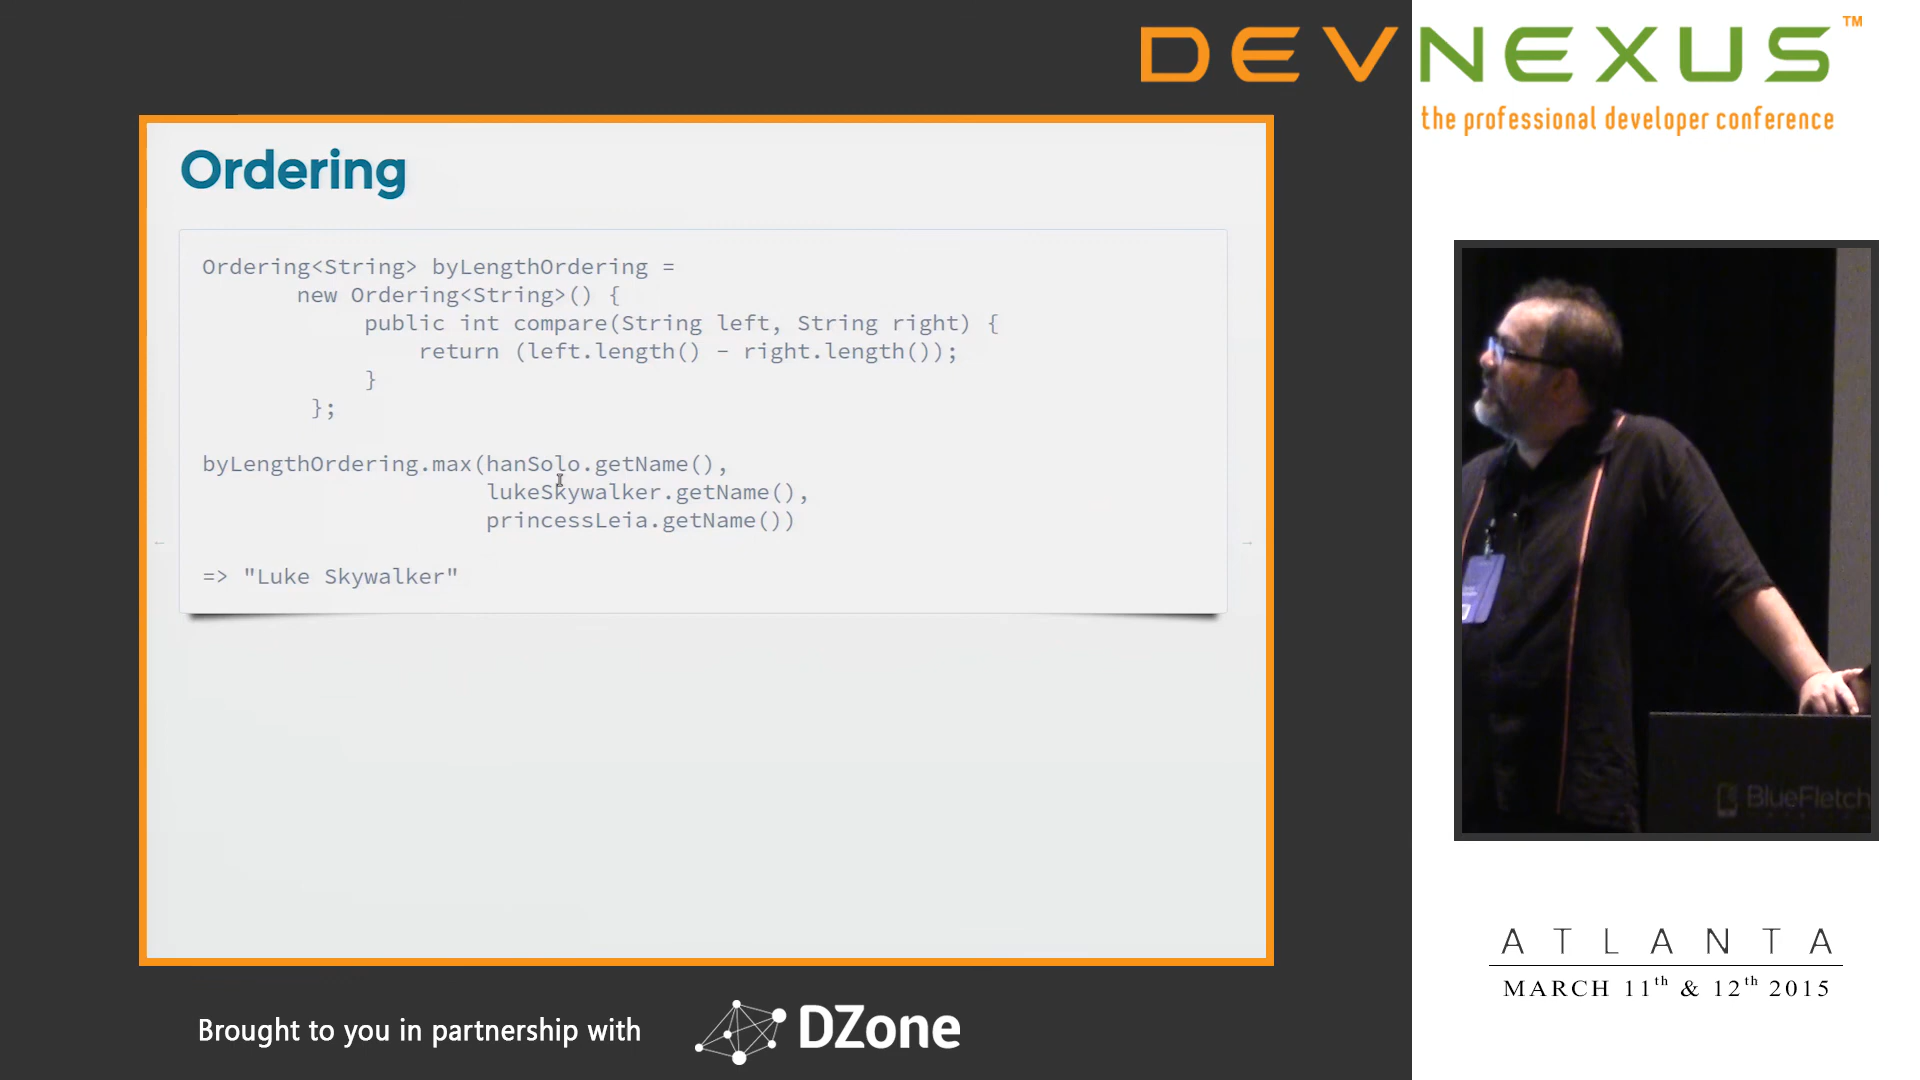 DEVNEXUS™
the professional developer conference
Ordering
Ordering<String> byLengthOrdering =
new Ordering<String>() {
public int compare(String left, String right) {
return (left.length() - right.length());
}
};
byLengthOrdering.max(hanSolo.getName(),
lukeSkywalker.getName(),
princessLeia.getName())
=> "Luke Skywalker"
BlueFletch
ATLANTA
MARCH 11th & 12th 2015
Brought to you in partnership with
DZone